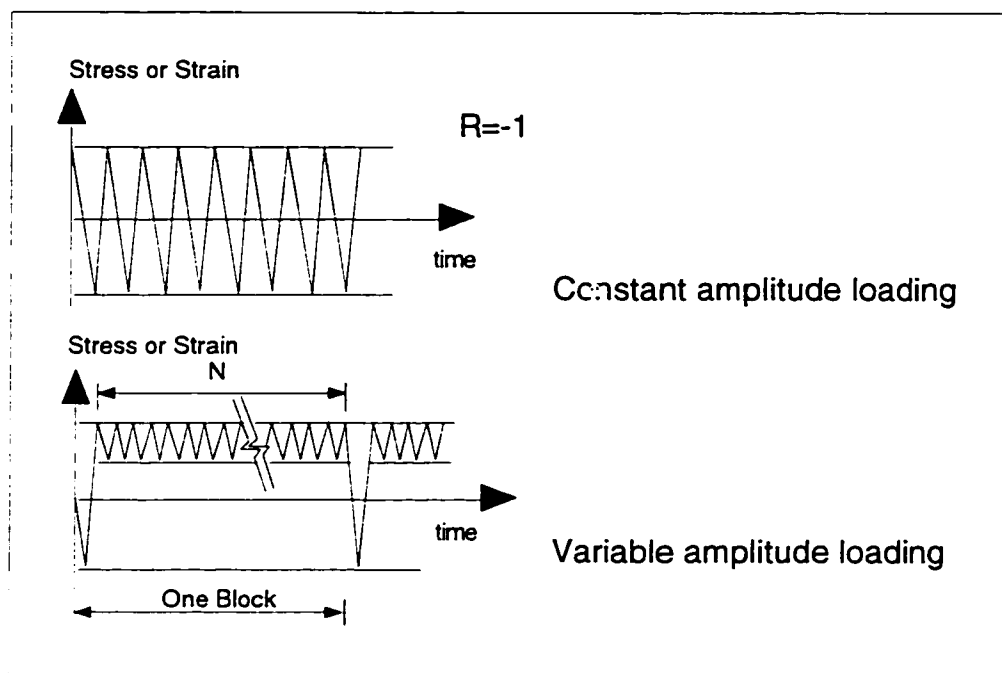 Stress or Strain
R=-1
time
Constant amplitude loading
Stress or Strain
N
time
Variable amplitude loading
One Block